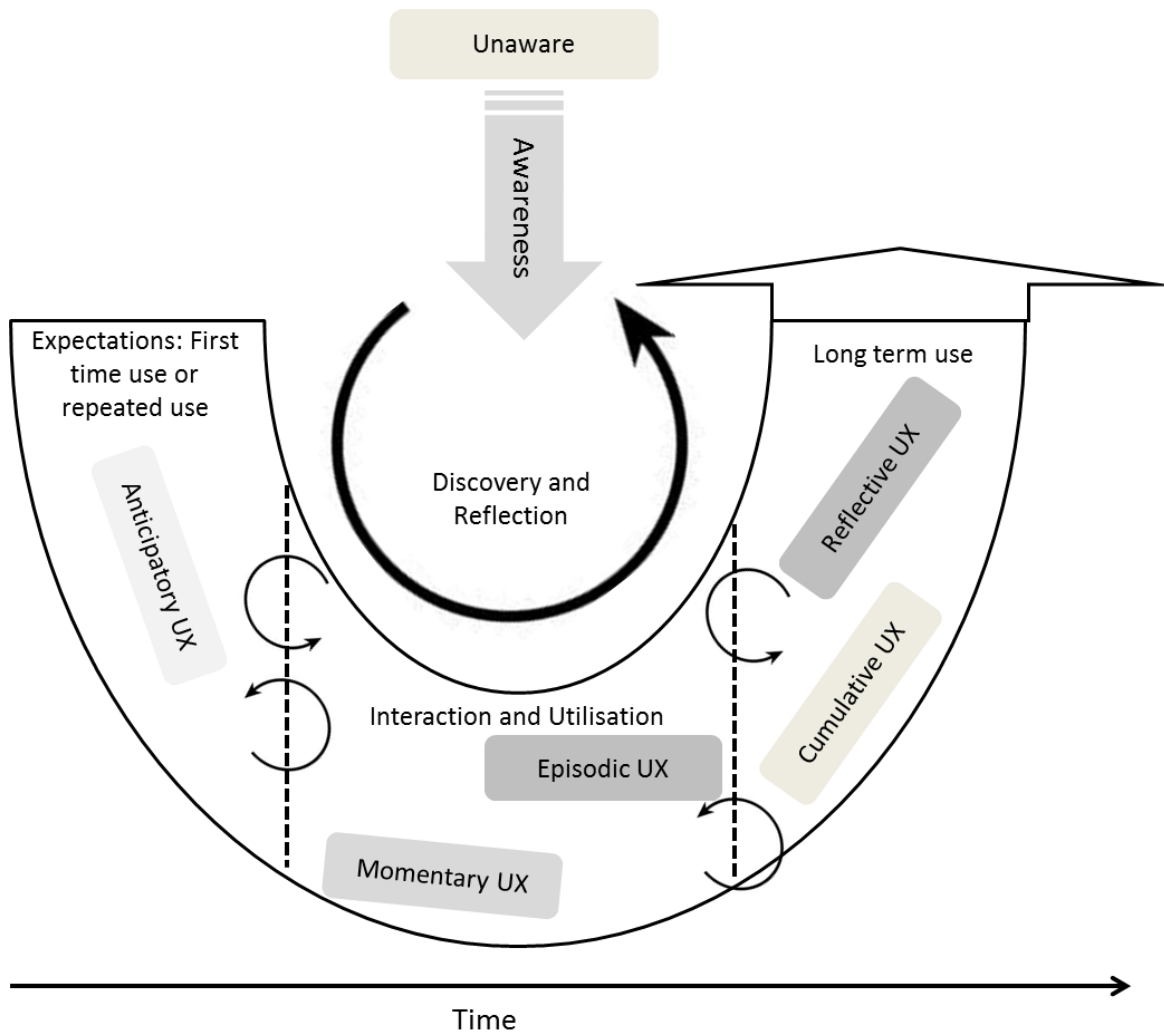 Unaware
Awareness
Expectations: First
time use or
repeated use
Long term use
Anticipatory UX
Discovery and
Reflection
Reflective UX
Cumulative UX
Interaction and Utilisation
Episodic UX
Momentary UX
Time